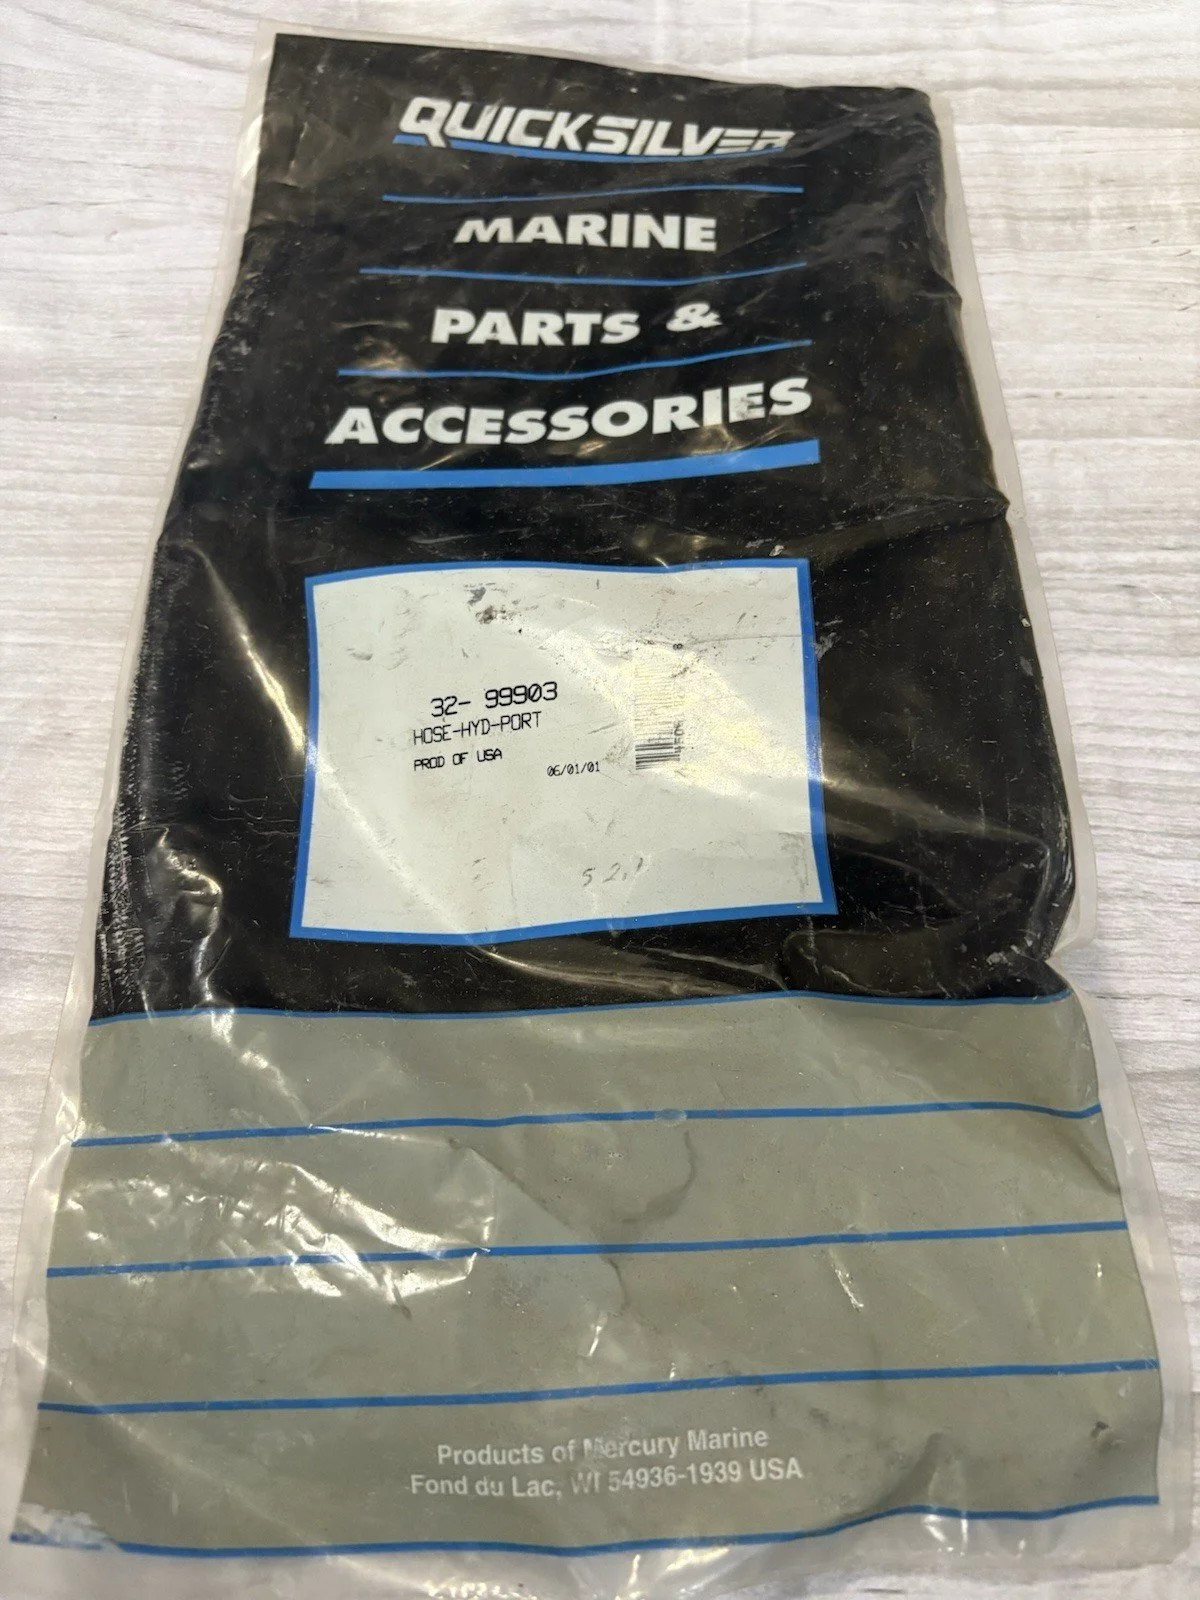 QUICKSILVER
MARINE
PARTS &
ACCESSORIES
32- 99903
HOSE-HYD-PORT
PROD OF USA
06/01/01
8
Products of Mercury Marine
Fond du Lac, WI 54936-1939 USA